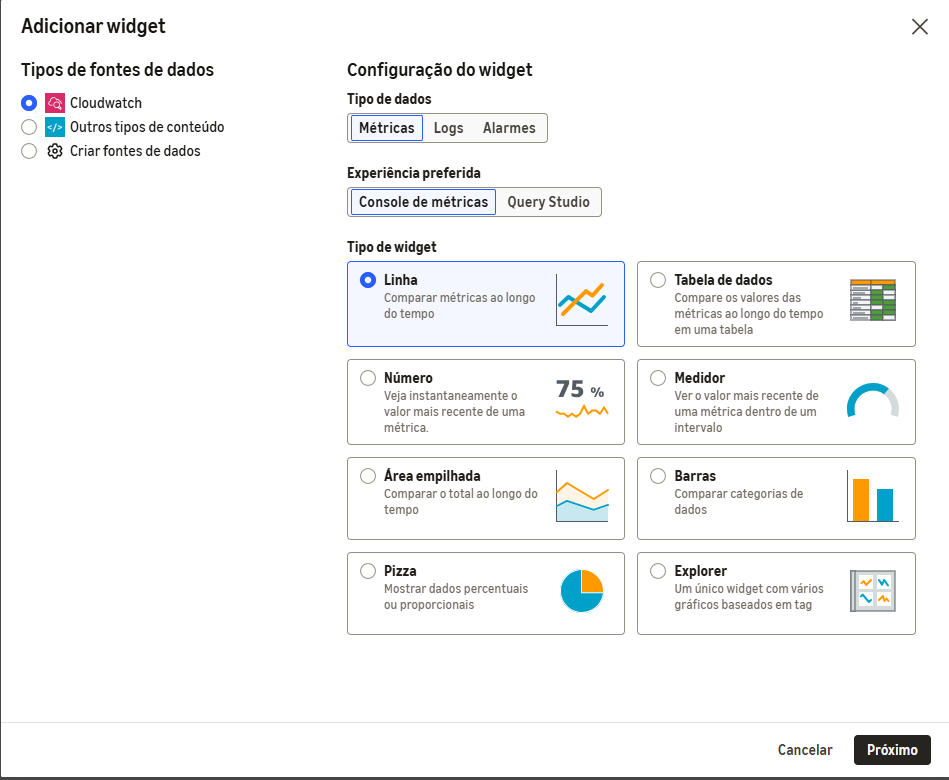 Adicionar widget
Tipos de fontes de dados
Cloudwatch
Outros tipos de conteúdo
Criar fontes de dados
Configuração do widget
Tipo de dados
Métricas Logs Alarmes
Experiência preferida
Console de métricas Query Studio
Tipo de widget
Linha
Comparar métricas ao longo
do tempo
Tabela de dados
Compare os valores das
métricas ao longo do tempo
em uma tabela
Número
Veja instantaneamente o
valor mais recente de uma
métrica.
75 %
Medidor
Ver o valor mais recente de
uma métrica dentro de um
intervalo
Área empilhada
Comparar o total ao longo do
tempo
Barras
Comparar categorias de
dados
Pizza
Mostrar dados percentuais
ou proporcionais
Explorer
Um único widget com vários
gráficos baseados em tag
Cancelar Próximo